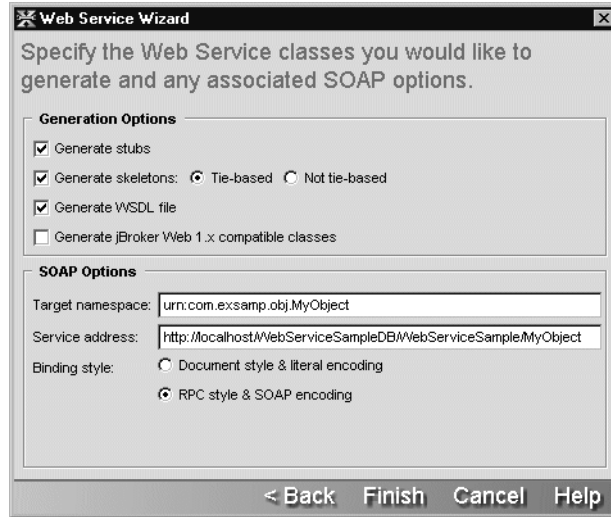 Web Service Wizard
Specify the Web Service classes you would like to
generate and any associated SOAP options.
Generation Options
Generate stubs
Generate skeletons: Tie-based Not tie-based
Generate WSDL file
Generate jBroker Web 1.x compatible classes
SOAP Options
Target namespace: urn:com.exsamp.obj.MyObject
Service address: http://localhost/WebServiceSampleDB/WebServiceSample/MyObject
Binding style: Document style & literal encoding
RPC style & SOAP encoding
< Back Finish Cancel Help